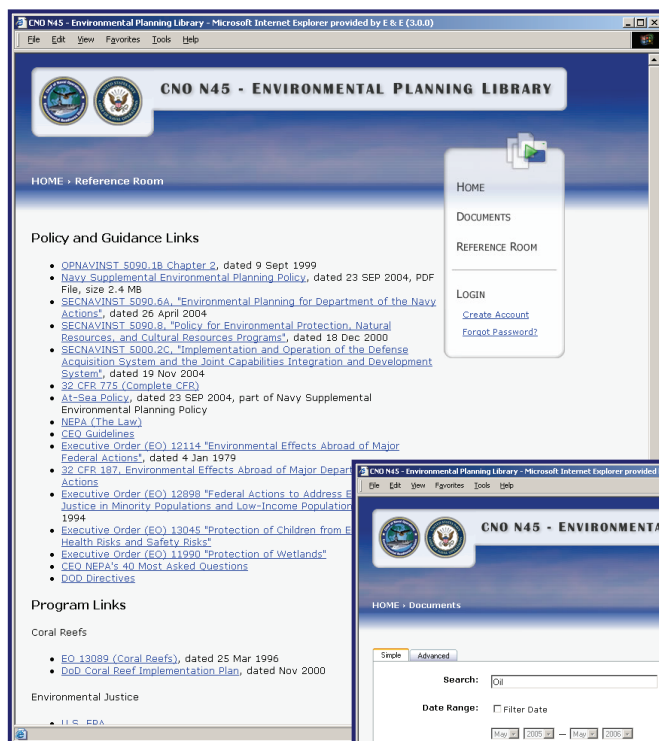 CNO N45 - Environmental Planning Library - Microsoft Internet Explorer provided by E & E (3.0.0)
File Edit View Favorites Tools Help
CNO N45 - ENVIRONMENTAL PLANNING LIBRARY
HOME › Reference Room
HOME
DOCUMENTS
REFERENCE ROOM
LOGIN
Create Account
Forgot Password?
Policy and Guidance Links
• OPNAVINST 5090.1B Chapter 2, dated 9 Sept 1999
• Navy Supplemental Environmental Planning Policy, dated 23 SEP 2004, PDF
File, size 2.4 MB
• SECNAVINST 5090.6A, "Environmental Planning for Department of the Navy
Actions", dated 26 April 2004
• SECNAVINST 5090.8, "Policy for Environmental Protection, Natural
Resources, and Cultural Resources Programs", dated 18 Dec 2000
• SECNAVINST 5000.2C, "Implementation and Operation of the Defense
Acquisition System and the Joint Capabilities Integration and Development
System", dated 19 Nov 2004
• 32 CFR 775 (Complete CFR)
• At-Sea Policy, dated 23 SEP 2004, part of Navy Supplemental
Environmental Planning Policy
• NEPA (The Law)
• CEQ Guidelines
• Executive Order (EO) 12114 "Environmental Effects Abroad of Major
Federal Actions", dated 4 Jan 1979
• 32 CFR 187, Environmental Effects Abroad of Major Depart
Actions
• Executive Order (EO) 12898 "Federal Actions to Address E
Justice in Minority Populations and Low-Income Population
1994
• Executive Order (EO) 13045 "Protection of Children from E
Health Risks and Safety Risks"
• Executive Order (EO) 11990 "Protection of Wetlands"
• CEQ NEPA's 40 Most Asked Questions
• DOD Directives
Program Links
Coral Reefs
• EO 13089 (Coral Reefs), dated 25 Mar 1996
• DoD Coral Reef Implementation Plan, dated Nov 2000
Environmental Justice
• U.S. EPA
CNO N45 - Environmental Planning Library - Microsoft Internet Explorer provided
File Edit View Favorites Tools Help
CNO N45 - ENVIRONMENTA
HOME › Documents
Simple Advanced
Search: Oil
Date Range: Filter Date
May 2005 — May 2006